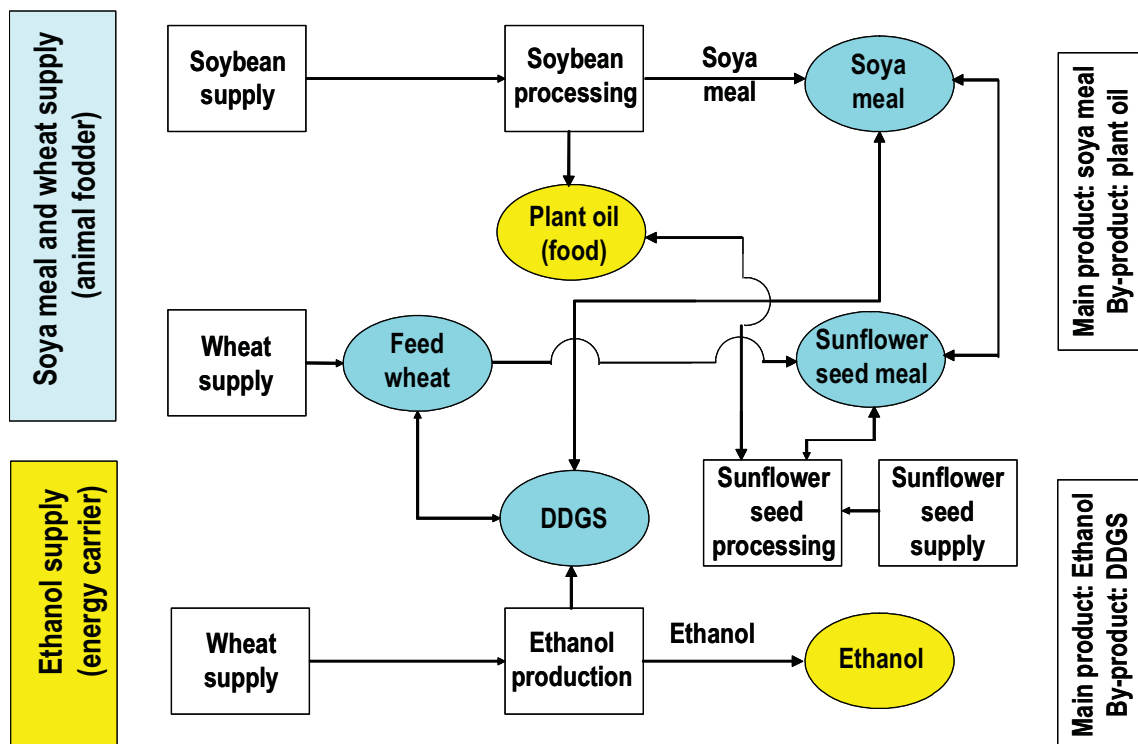 Soya meal and wheat supply
(animal fodder)
Ethanol supply
(energy carrier)
Soybean
supply
Soybean
processing
Soya
meal
Soya
meal
Plant oil
(food)
Wheat
supply
Feed
wheat
Sunflower
seed meal
DDGS
Sunflower
seed
processing
Sunflower
seed
supply
Wheat
supply
Ethanol
production
Ethanol
Ethanol
Main product: soya meal
By-product: plant oil
Main product: Ethanol
By-product: DDGS